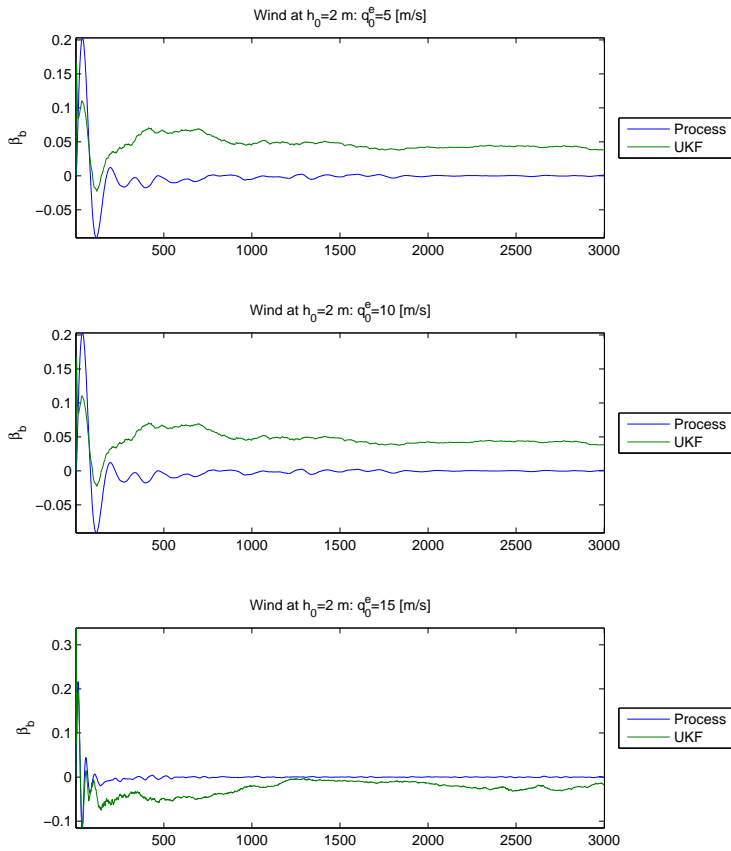 Wind at h₀=2 m: q₀ᵉ=5 [m/s]
0.2
0.15
0.1
0.05
0
−0.05
β_b
500 1000 1500 2000 2500 3000
Process
UKF
Wind at h₀=2 m: q₀ᵉ=10 [m/s]
0.2
0.15
0.1
0.05
0
−0.05
β_b
500 1000 1500 2000 2500 3000
Process
UKF
Wind at h₀=2 m: q₀ᵉ=15 [m/s]
0.3
0.2
0.1
0
−0.1
β_b
500 1000 1500 2000 2500 3000
Process
UKF